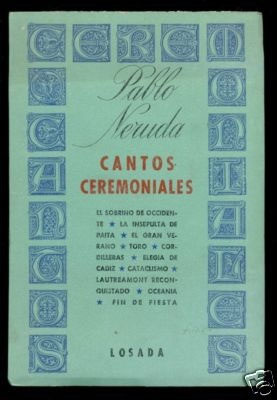 Pablo
Neruda
CANTOS
CEREMONIALES
EL SOBRINO DE OCCIDEN-
TE ★ LA INSEPULTA DE
PAITA ★ EL GRAN VE-
RANO ★ TORO ★ COR-
DILLERAS ★ ELEGIA DE
CADIZ ★ CATACLISMO ★
LAUTREAMONT RECON-
QUISTADO ★ OCEANIA
★ FIN DE FIESTA
LOSADA